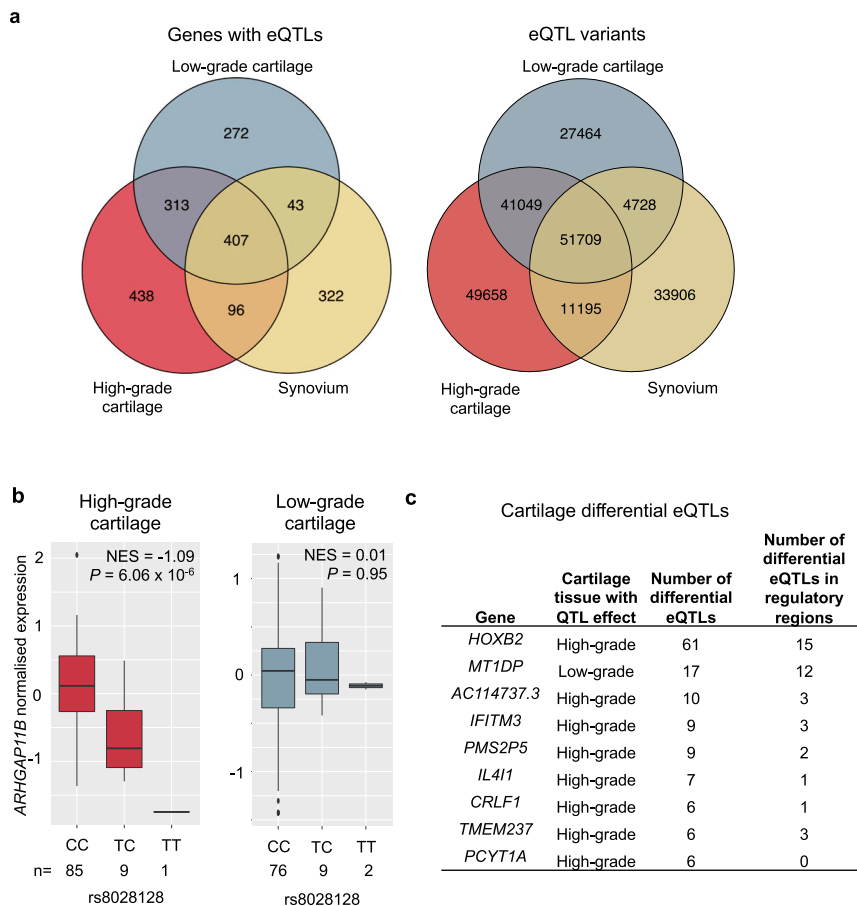 a
Genes with eQTLs
Low-grade cartilage
272
313
43
407
438
96
322
High-grade
cartilage
Synovium
eQTL variants
Low-grade cartilage
27464
41049
4728
51709
49658
11195
33906
High-grade
cartilage
Synovium
b
High-grade
cartilage
ARHGAP11B normalised expression
2
1
0
-1
NES = -1.09
P = 6.06 x 10⁻⁶
CC TC TT
n= 85 9 1
rs8028128
Low-grade
cartilage
1
0
-1
NES = 0.01
P = 0.95
CC TC TT
76 9 2
rs8028128
c
Cartilage differential eQTLs
Gene
Cartilage
tissue with
QTL effect
Number of
differential
eQTLs
Number of
differential
eQTLs in
regulatory
regions
HOXB2 High-grade 61 15
MT1DP Low-grade 17 12
AC114737.3 High-grade 10 3
IFITM3 High-grade 9 3
PMS2P5 High-grade 9 2
IL4I1 High-grade 7 1
CRLF1 High-grade 6 1
TMEM237 High-grade 6 3
PCYT1A High-grade 6 0